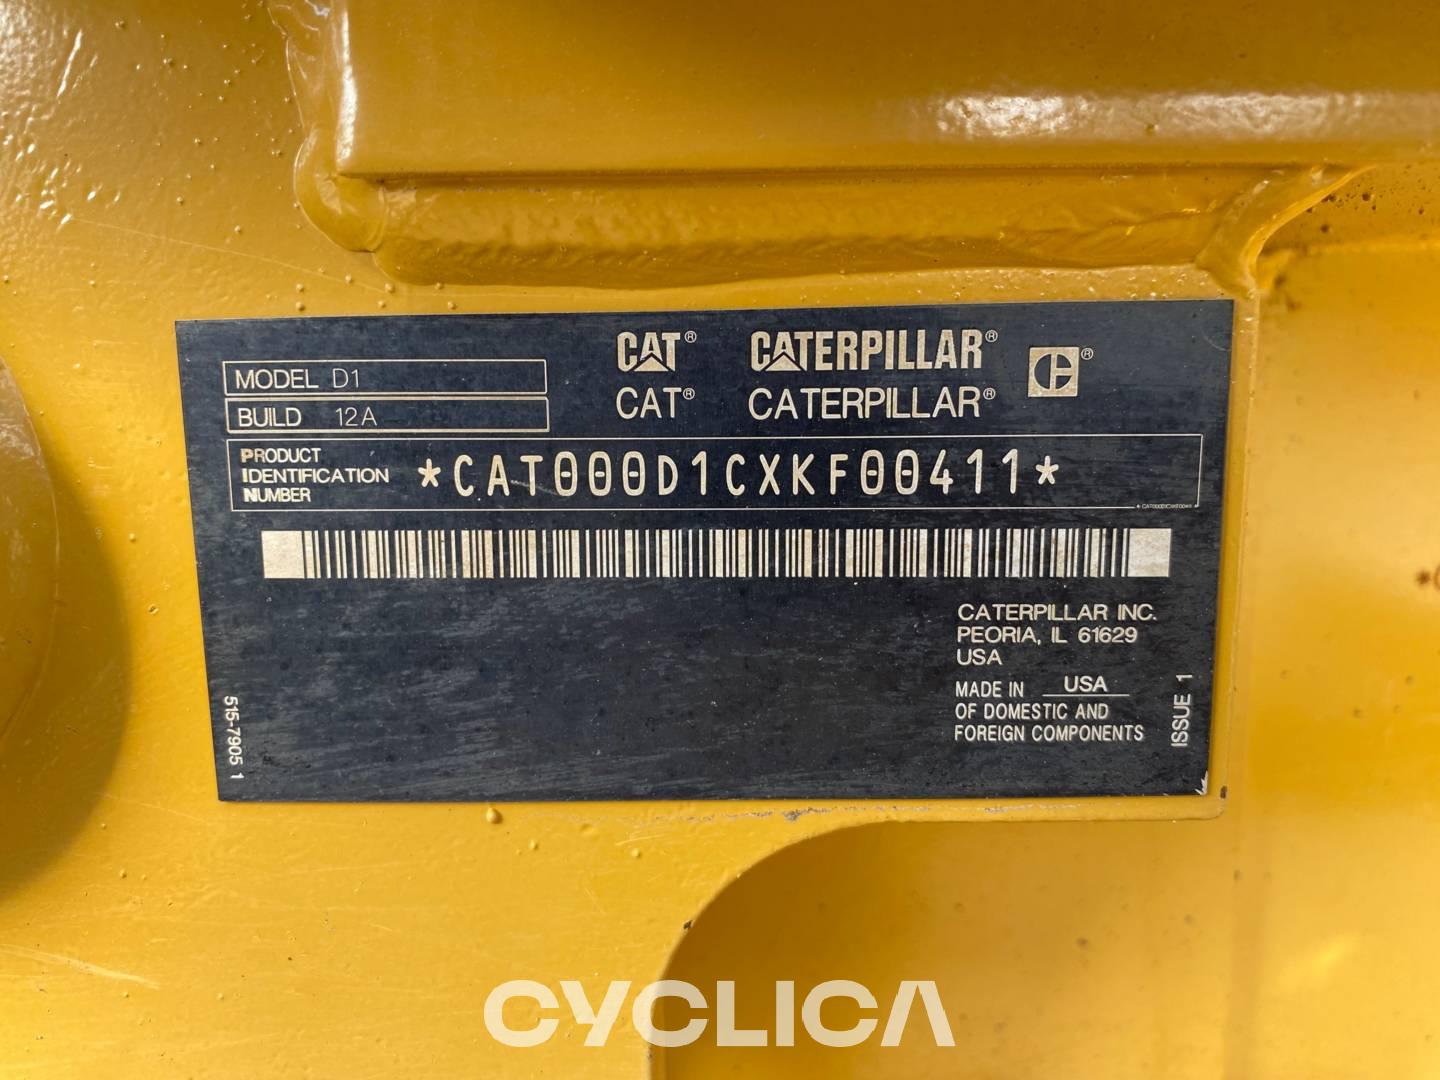 CAT® CATERPILLAR® ®
CAT® CATERPILLAR®
MODEL D1
BUILD 12A
PRODUCT
IDENTIFICATION
NUMBER
*CAT000D1CXKF00411*
CATERPILLAR INC.
PEORIA, IL 61629
USA
MADE IN USA
OF DOMESTIC AND
FOREIGN COMPONENTS
ISSUE 1
515-7905 1
CYCLICA